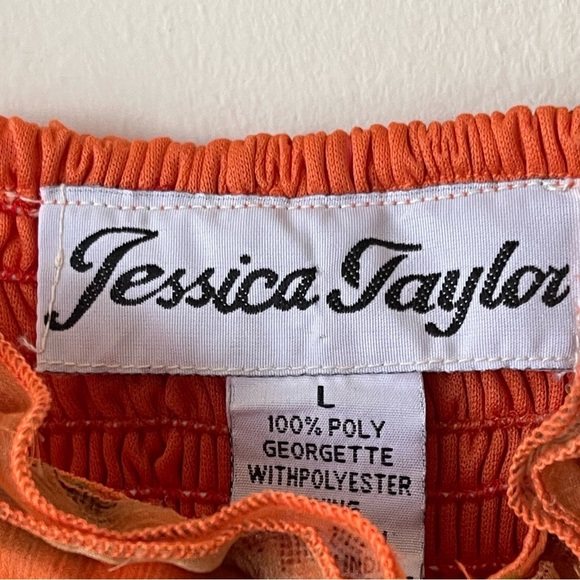 Jessica Taylor
L
100% POLY
GEORGETTE
WITHPOLYESTER